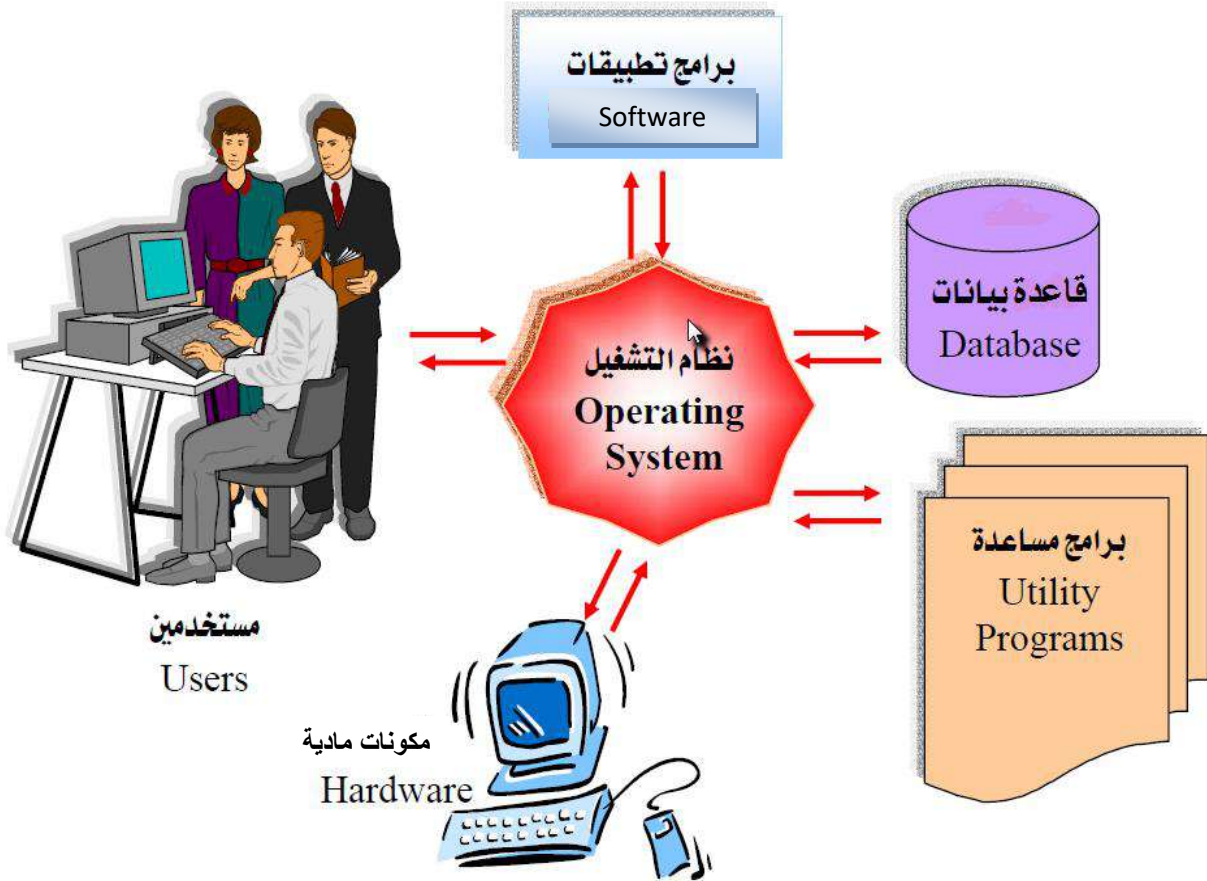 برامج تطبيقات
Software
قاعدة بيانات
Database
نظام التشغيل
Operating
System
برامج مساعدة
Utility
Programs
مستخدمين
Users
مكونات مادية
Hardware